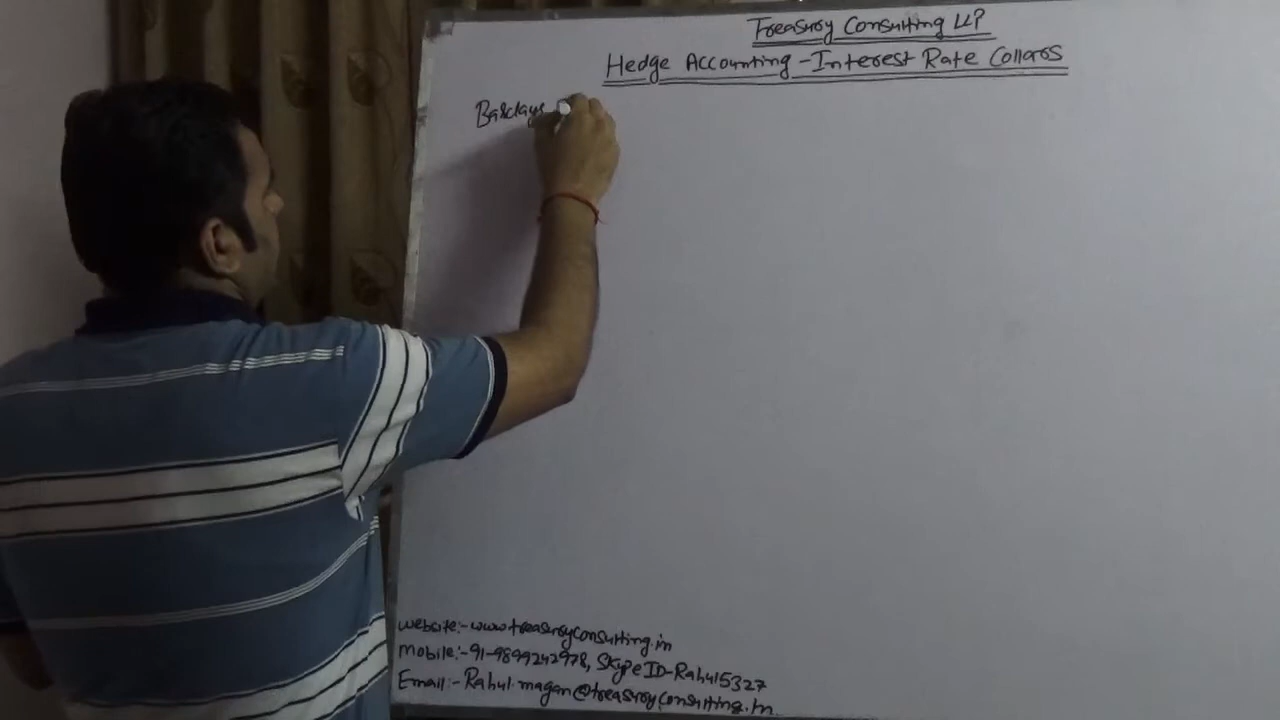 Treasury Consulting LLP
Hedge Accounting - Interest Rate Collars
Barclays
Website:- www.treasuryconsulting.in
Mobile:- 91-9899242978, Skype ID-Rahul5327
Email:- Rahul.magan@treasuryconsulting.in